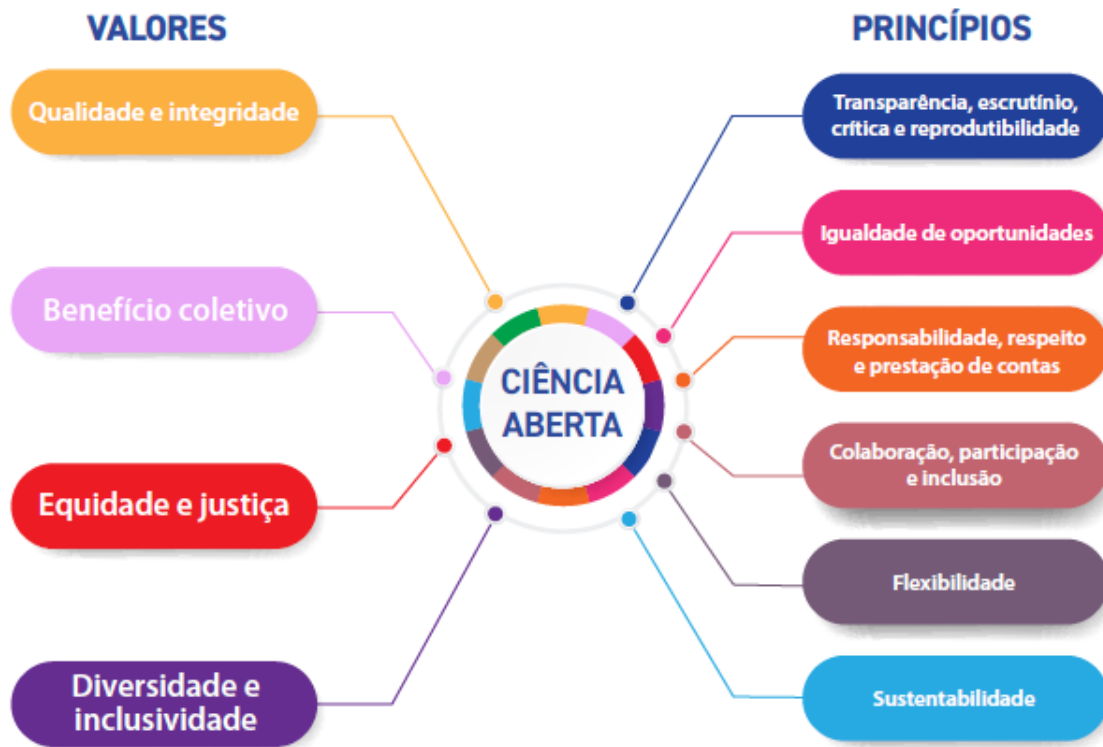 VALORES
Qualidade e integridade
Benefício coletivo
Equidade e justiça
Diversidade e
inclusividade
CIÊNCIA
ABERTA
PRINCÍPIOS
Transparência, escrutínio,
crítica e reprodutibilidade
Igualdade de oportunidades
Responsabilidade, respeito
e prestação de contas
Colaboração, participação
e inclusão
Flexibilidade
Sustentabilidade